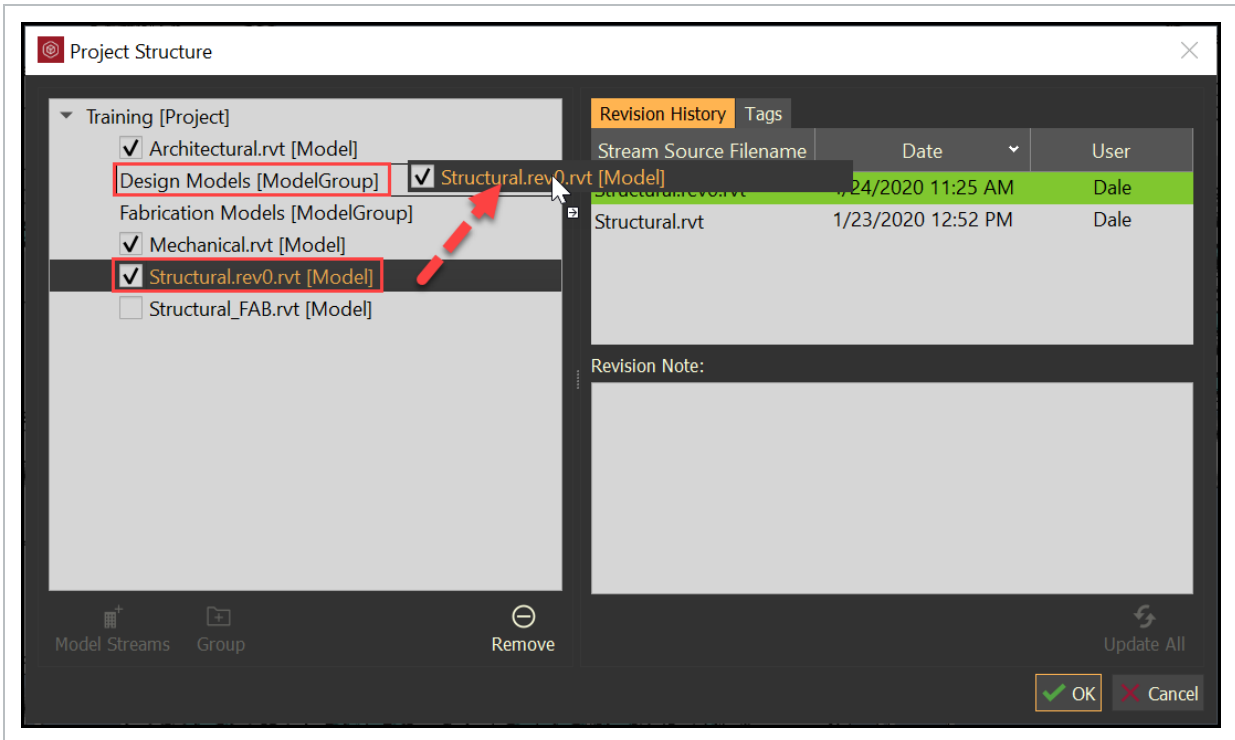 Project Structure
Training [Project]
Architectural.rvt [Model]
Design Models [ModelGroup]
Structural.rev0.rvt [Model]
Fabrication Models [ModelGroup]
Mechanical.rvt [Model]
Structural.rev0.rvt [Model]
Structural_FAB.rvt [Model]
Model Streams
Group
Remove
Revision History
Tags
Stream Source Filename Date User
Structural.rev0.rvt /24/2020 11:25 AM Dale
Structural.rvt 1/23/2020 12:52 PM Dale
Revision Note:
Update All
OK
Cancel